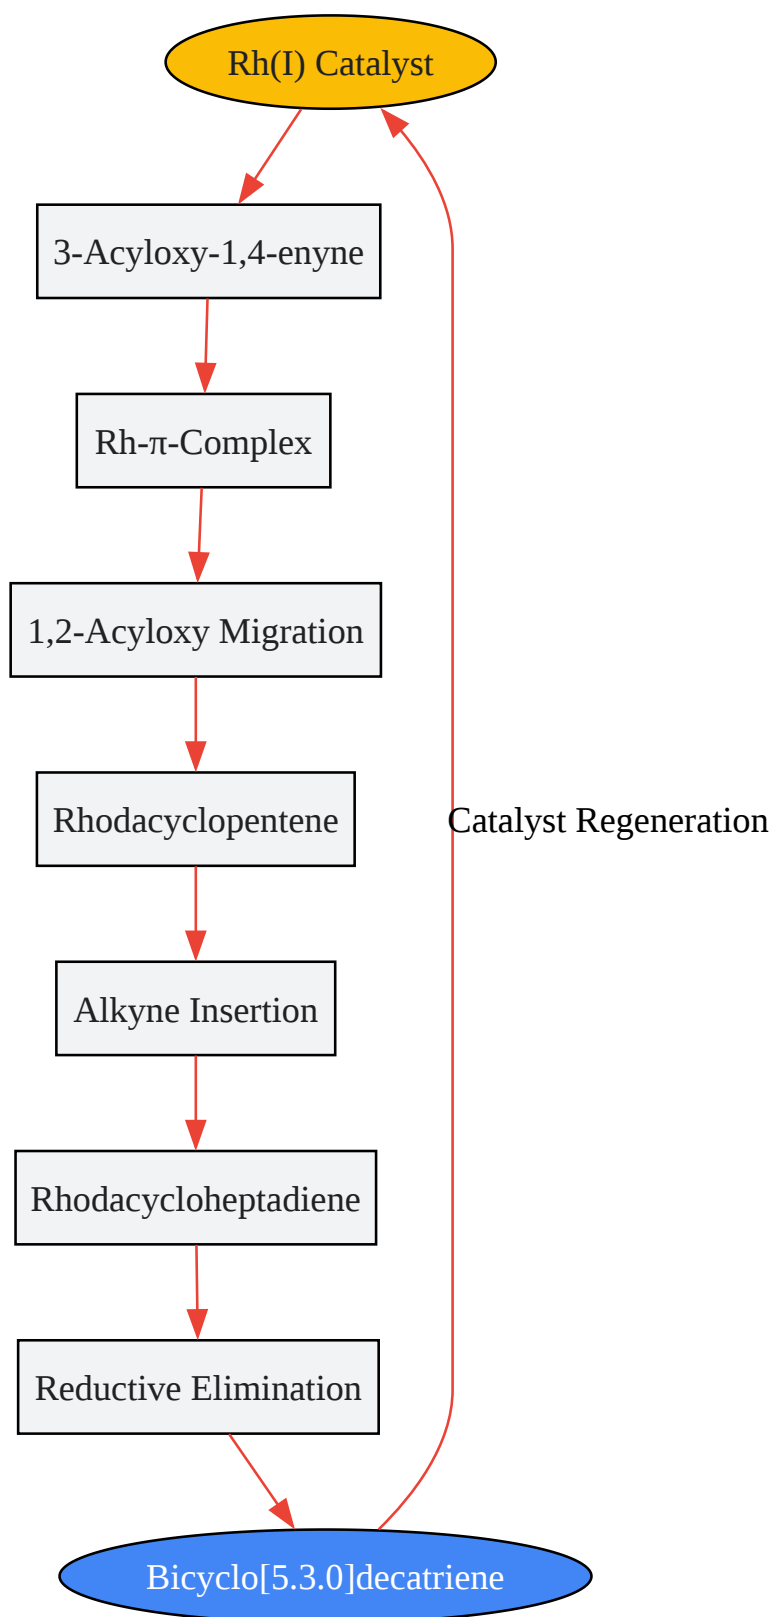 Rh(I) Catalyst
3-Acyloxy-1,4-enyne
Rh-π-Complex
1,2-Acyloxy Migration
Rhodacyclopentene
Catalyst Regeneration
Alkyne Insertion
Rhodacycloheptadiene
Reductive Elimination
Bicyclo[5.3.0]decatriene